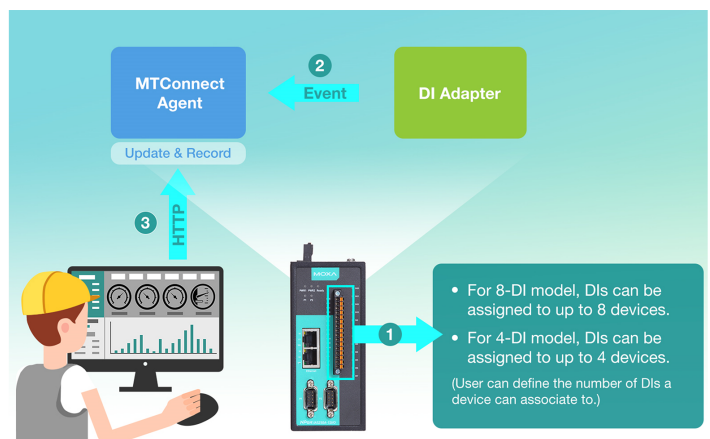 2
MTConnect
Agent
Event
DI Adapter
Update & Record
3
HTTP
MOXA
1
• For 8-DI model, DIs can be
assigned to up to 8 devices.
• For 4-DI model, DIs can be
assigned to up to 4 devices.
(User can define the number of DIs a
device can associate to.)